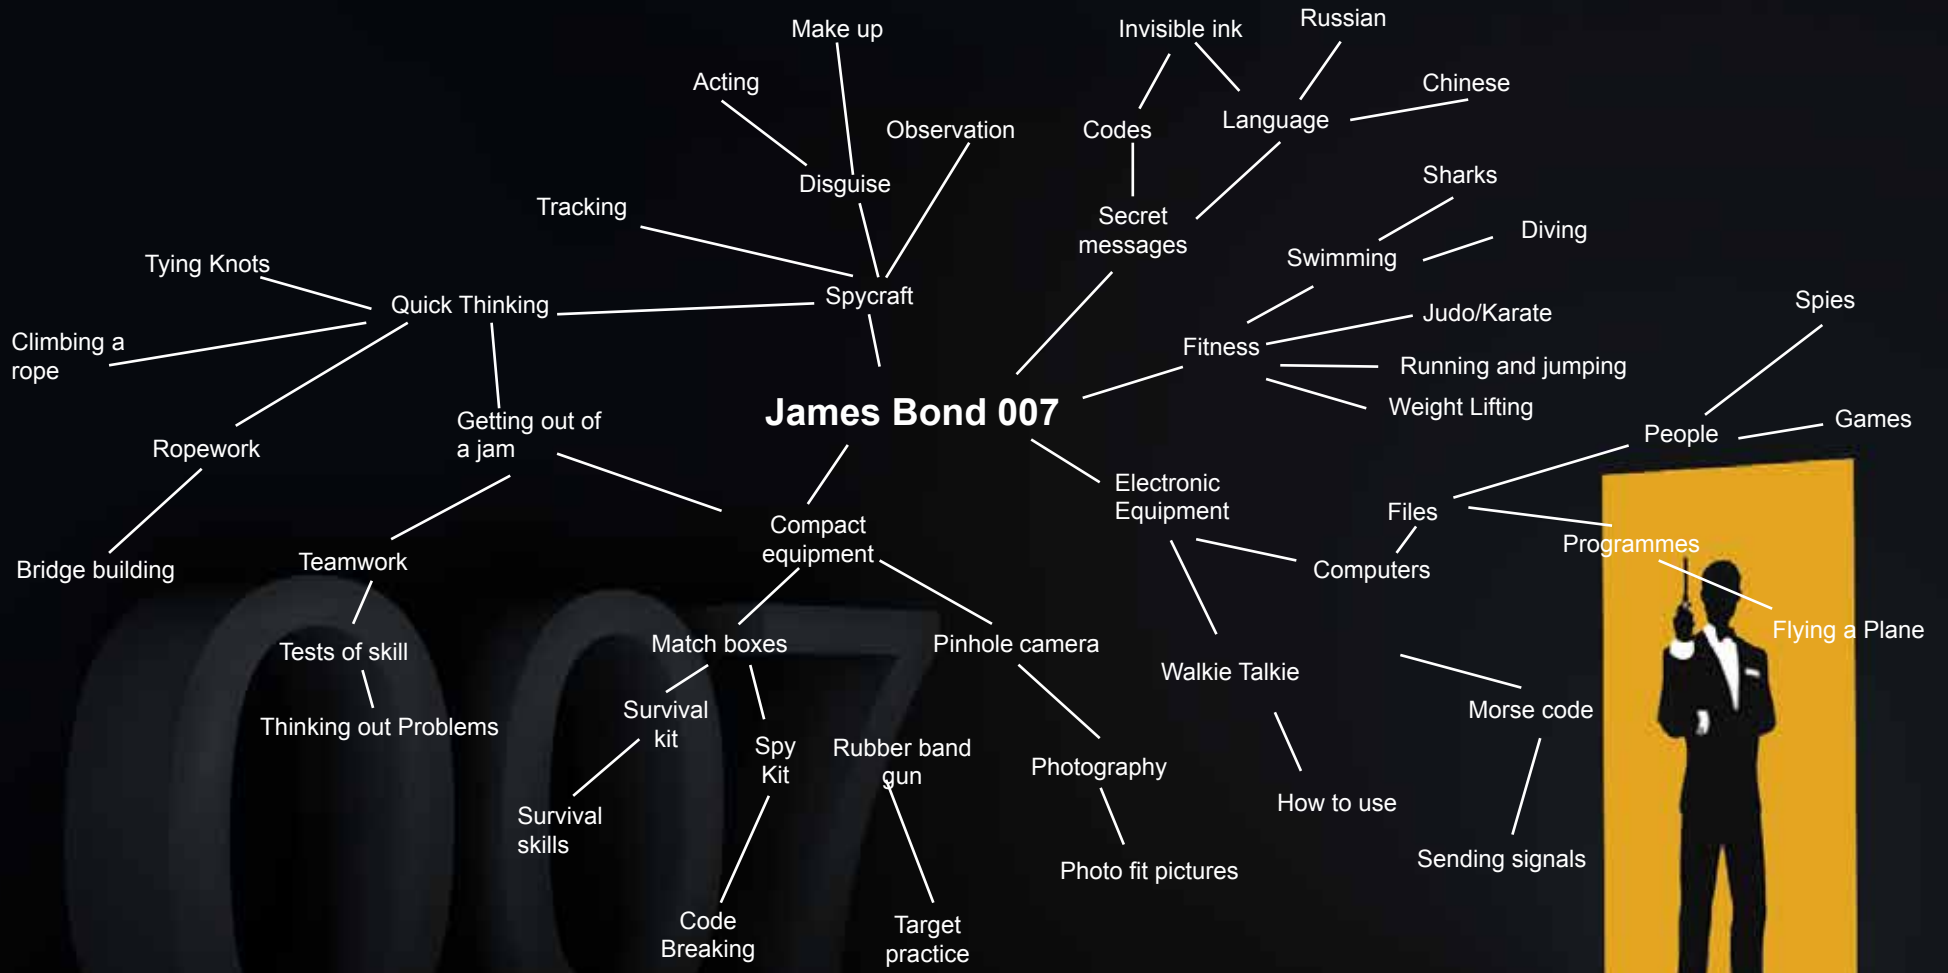 Make up
Invisible ink
Russian
Acting
Chinese
Observation
Codes
Language
Disguise
Sharks
Tracking
Secret
messages
Diving
Swimming
Tying Knots
Quick Thinking
Spycraft
Spies
Judo/Karate
Climbing a
rope
Fitness
Running and jumping
James Bond 007
Weight Lifting
Games
Getting out of
a jam
People
Ropework
Electronic
Equipment
Files
Compact
equipment
Programmes
Bridge building
Teamwork
Computers
Flying a Plane
Tests of skill
Match boxes
Pinhole camera
Walkie Talkie
Survival
kit
Morse code
Thinking out Problems
Spy
Kit
Rubber band
gun
Photography
How to use
Survival
skills
Sending signals
Photo fit pictures
Code
Breaking
Target
practice
007